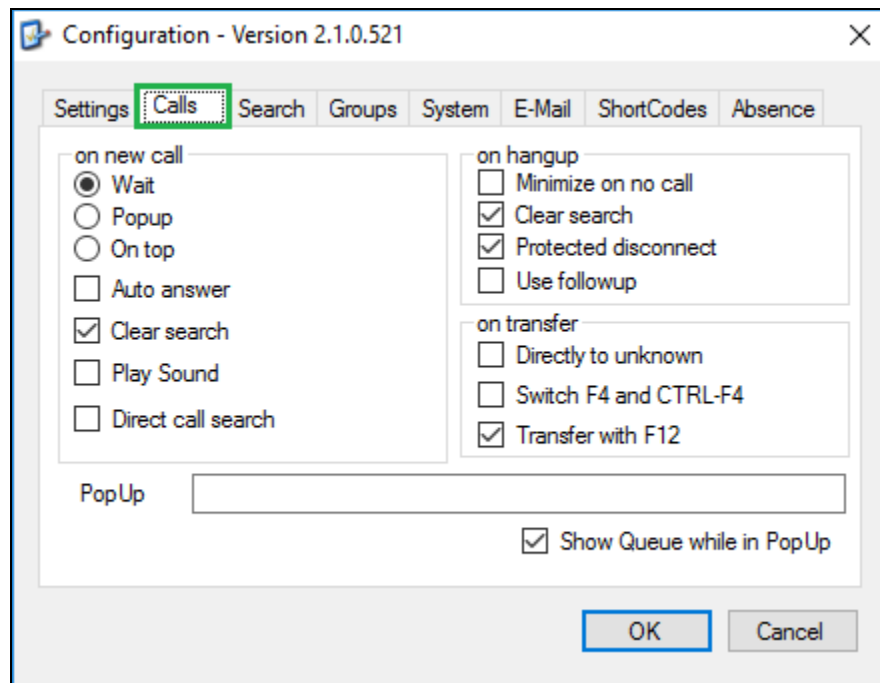 Configuration - Version 2.1.0.521
Settings Calls Search Groups System E-Mail ShortCodes Absence
on new call
Wait
Popup
On top
Auto answer
Clear search
Play Sound
Direct call search
on hangup
Minimize on no call
Clear search
Protected disconnect
Use followup
on transfer
Directly to unknown
Switch F4 and CTRL-F4
Transfer with F12
PopUp
Show Queue while in PopUp
OK Cancel